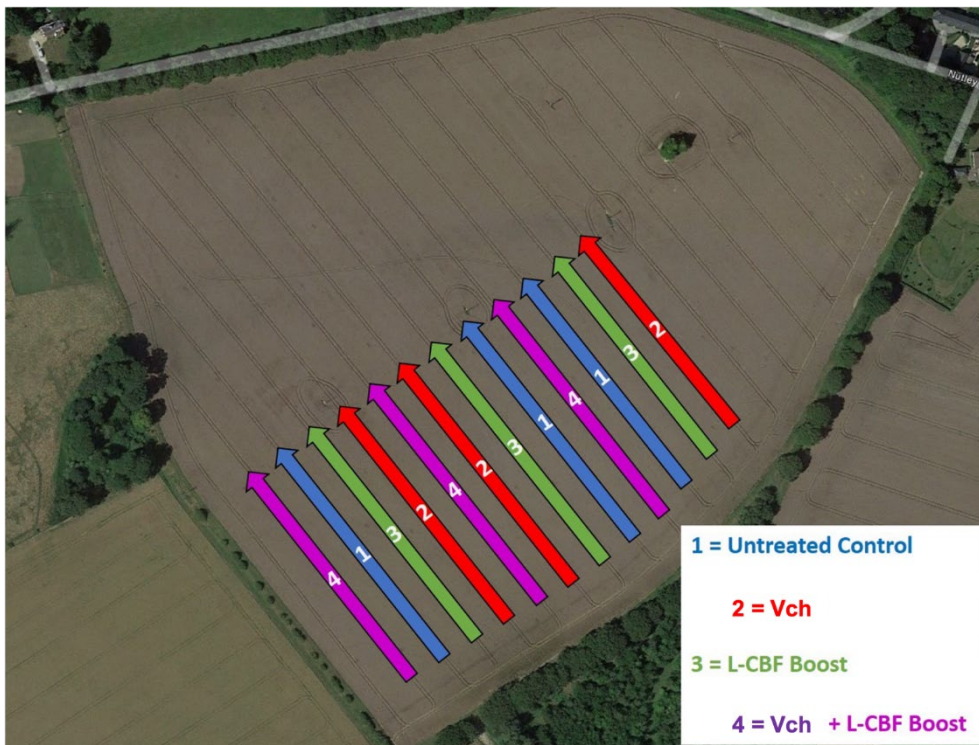 Nutley
2
3
1
4
1
3
2
4
2
3
1
4
1 = Untreated Control
2 = Vch
3 = L-CBF Boost
4 = Vch + L-CBF Boost